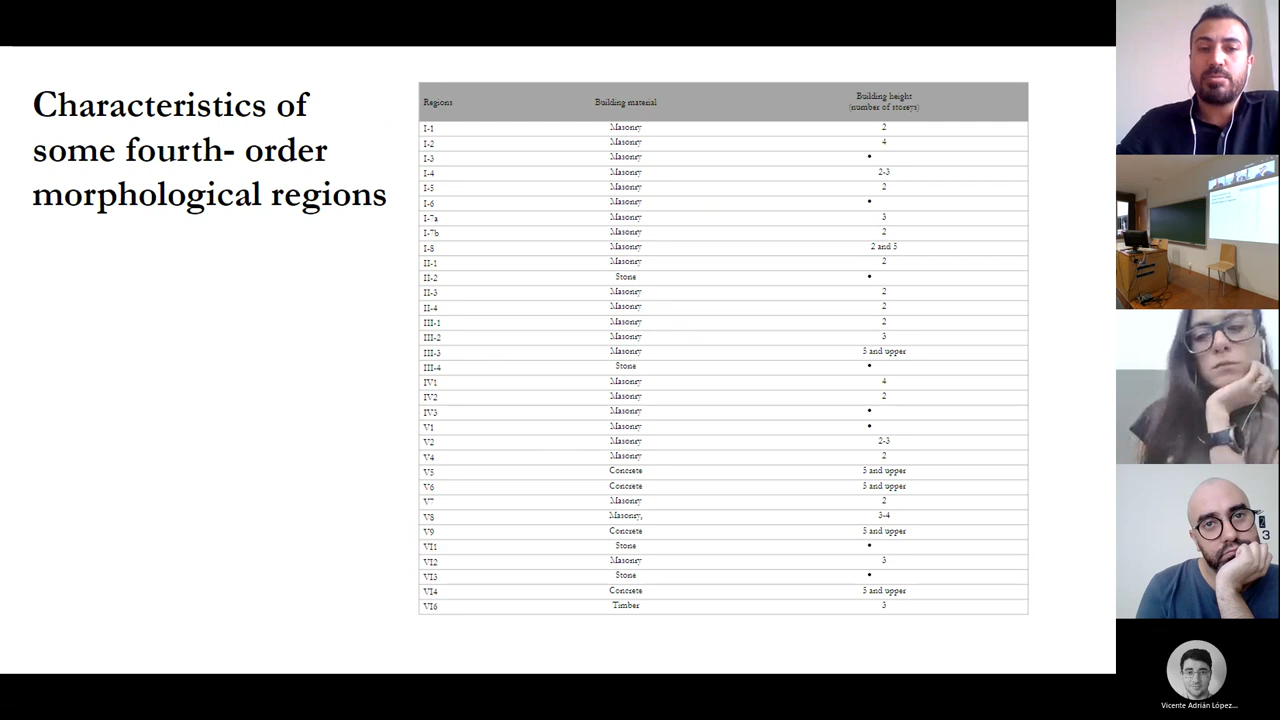 Characteristics of
some fourth- order
morphological regions
Regions Building material Building height
(number of storeys)
I-1 Masonry 2
I-2 Masonry 4
I-3 Masonry •
I-4 Masonry 2-3
I-5 Masonry 2
I-6 Masonry •
I-7a Masonry 3
I-7b Masonry 2
I-8 Masonry 2 and 5
II-1 Masonry 2
II-2 Stone •
II-3 Masonry 2
II-4 Masonry 2
III-1 Masonry 2
III-2 Masonry 3
III-3 Masonry 5 and upper
III-4 Stone •
IV1 Masonry 4
IV2 Masonry 2
IV3 Masonry •
V1 Masonry •
V2 Masonry 2-3
V4 Masonry 2
V5 Concrete 5 and upper
V6 Concrete 5 and upper
V7 Masonry 2
V8 Masonry, 3-4
V9 Concrete 5 and upper
VI1 Stone •
VI2 Masonry 3
VI3 Stone •
VI4 Concrete 5 and upper
VI6 Timber 3
3
Vicente Adrián López...